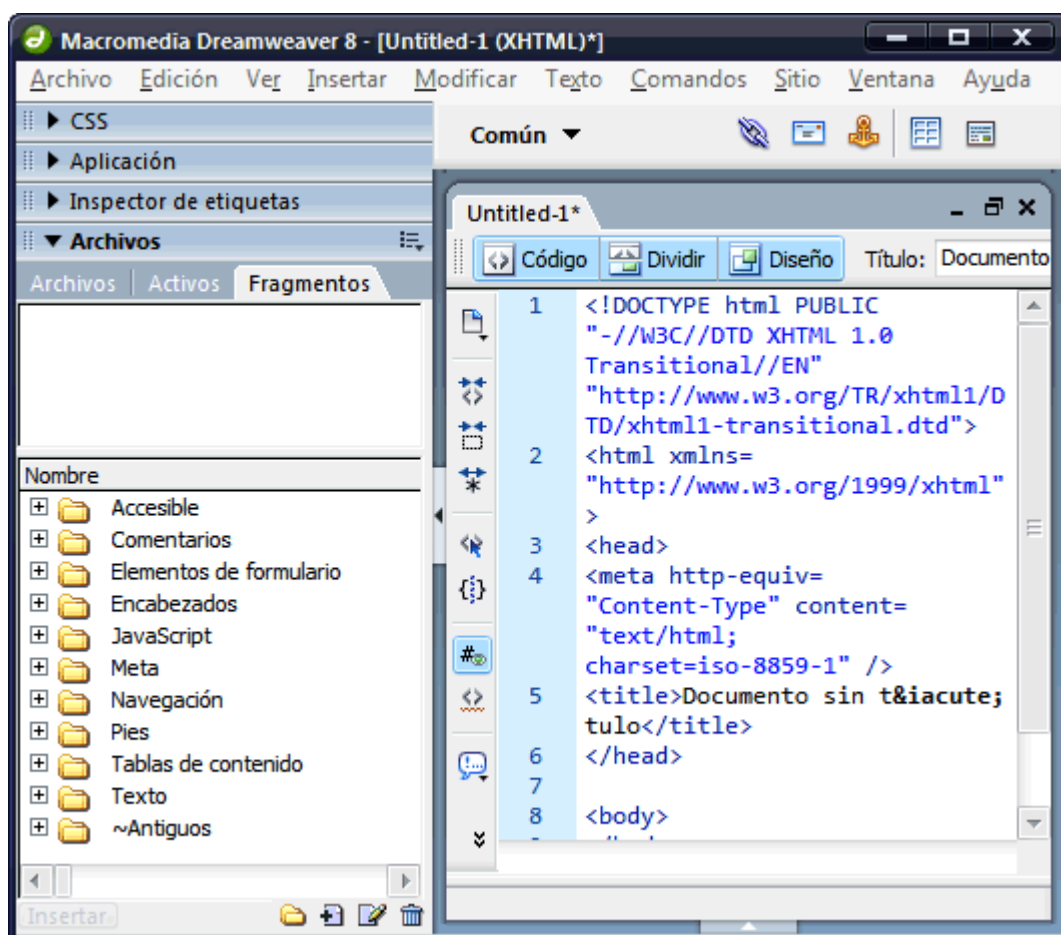 Macromedia Dreamweaver 8 - [Untitled-1 (XHTML)*]
Archivo Edición Ver Insertar Modificar Texto Comandos Sitio Ventana Ayuda
CSS
Aplicación
Inspector de etiquetas
Archivos
Archivos Activos Fragmentos
Nombre
Accesible
Comentarios
Elementos de formulario
Encabezados
JavaScript
Meta
Navegación
Pies
Tablas de contenido
Texto
~Antiguos
Insertar
Común
Untitled-1*
Código Dividir Diseño Título: Documento
1 <!DOCTYPE html PUBLIC
"-//W3C//DTD XHTML 1.0
Transitional//EN"
"http://www.w3.org/TR/xhtml1/D
TD/xhtml1-transitional.dtd">
2 <html xmlns=
"http://www.w3.org/1999/xhtml"
>
3 <head>
4 <meta http-equiv=
"Content-Type" content=
"text/html;
charset=iso-8859-1" />
5 <title>Documento sin t&iacute;
tulo</title>
6 </head>
7
8 <body>